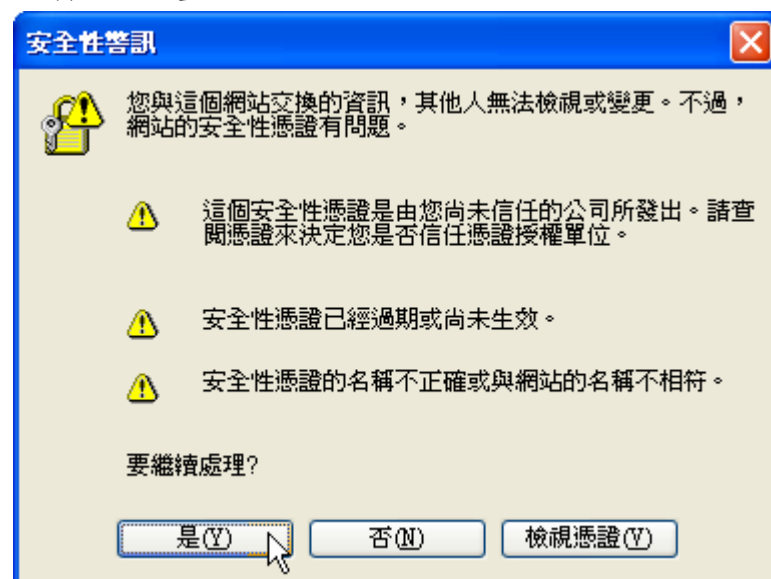 安全性警訊
您與這個網站交換的資訊，其他人無法檢視或變更。不過，
網站的安全性憑證有問題。
這個安全性憑證是由您尚未信任的公司所發出。請查
閱憑證來決定您是否信任憑證授權單位。
安全性憑證已經過期或尚未生效。
安全性憑證的名稱不正確或與網站的名稱不相符。
要繼續處理?
是(Y) 否(N) 檢視憑證(V)